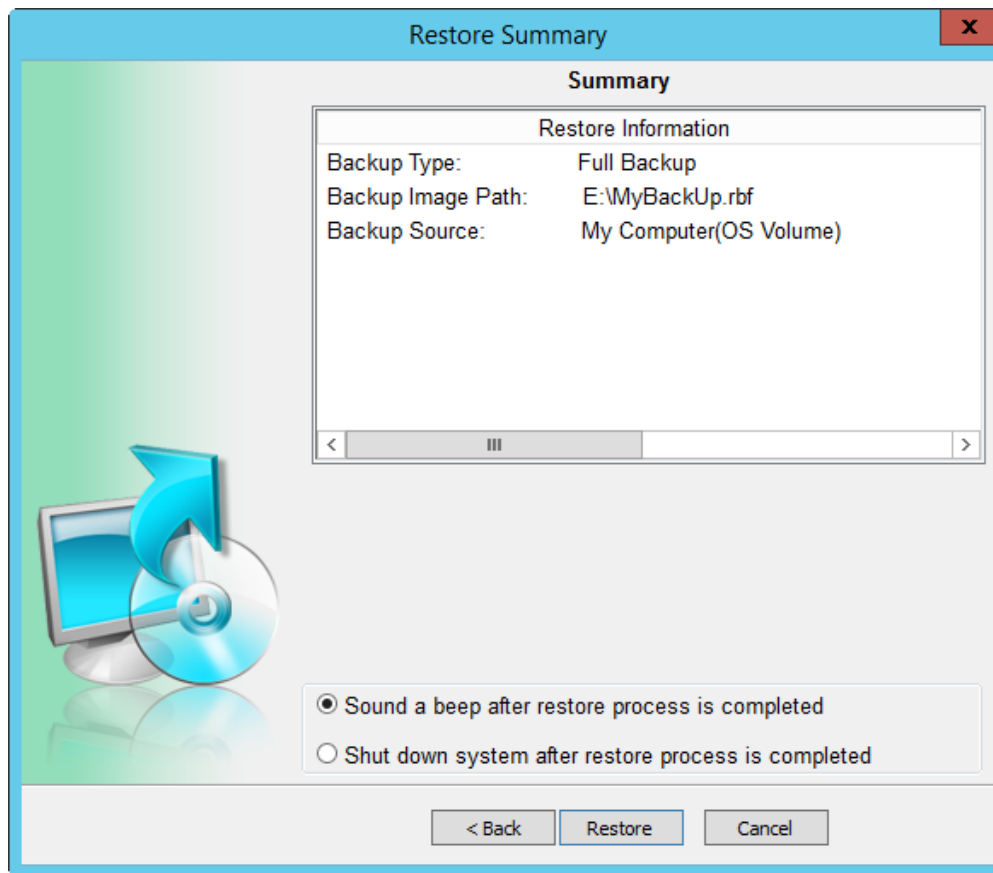 Restore Summary
x
Summary
Restore Information
Backup Type: Full Backup
Backup Image Path: E:\MyBackUp.rbf
Backup Source: My Computer(OS Volume)
Sound a beep after restore process is completed
Shut down system after restore process is completed
< Back Restore Cancel